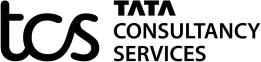 tcs
TATA
CONSULTANCY
SERVICES